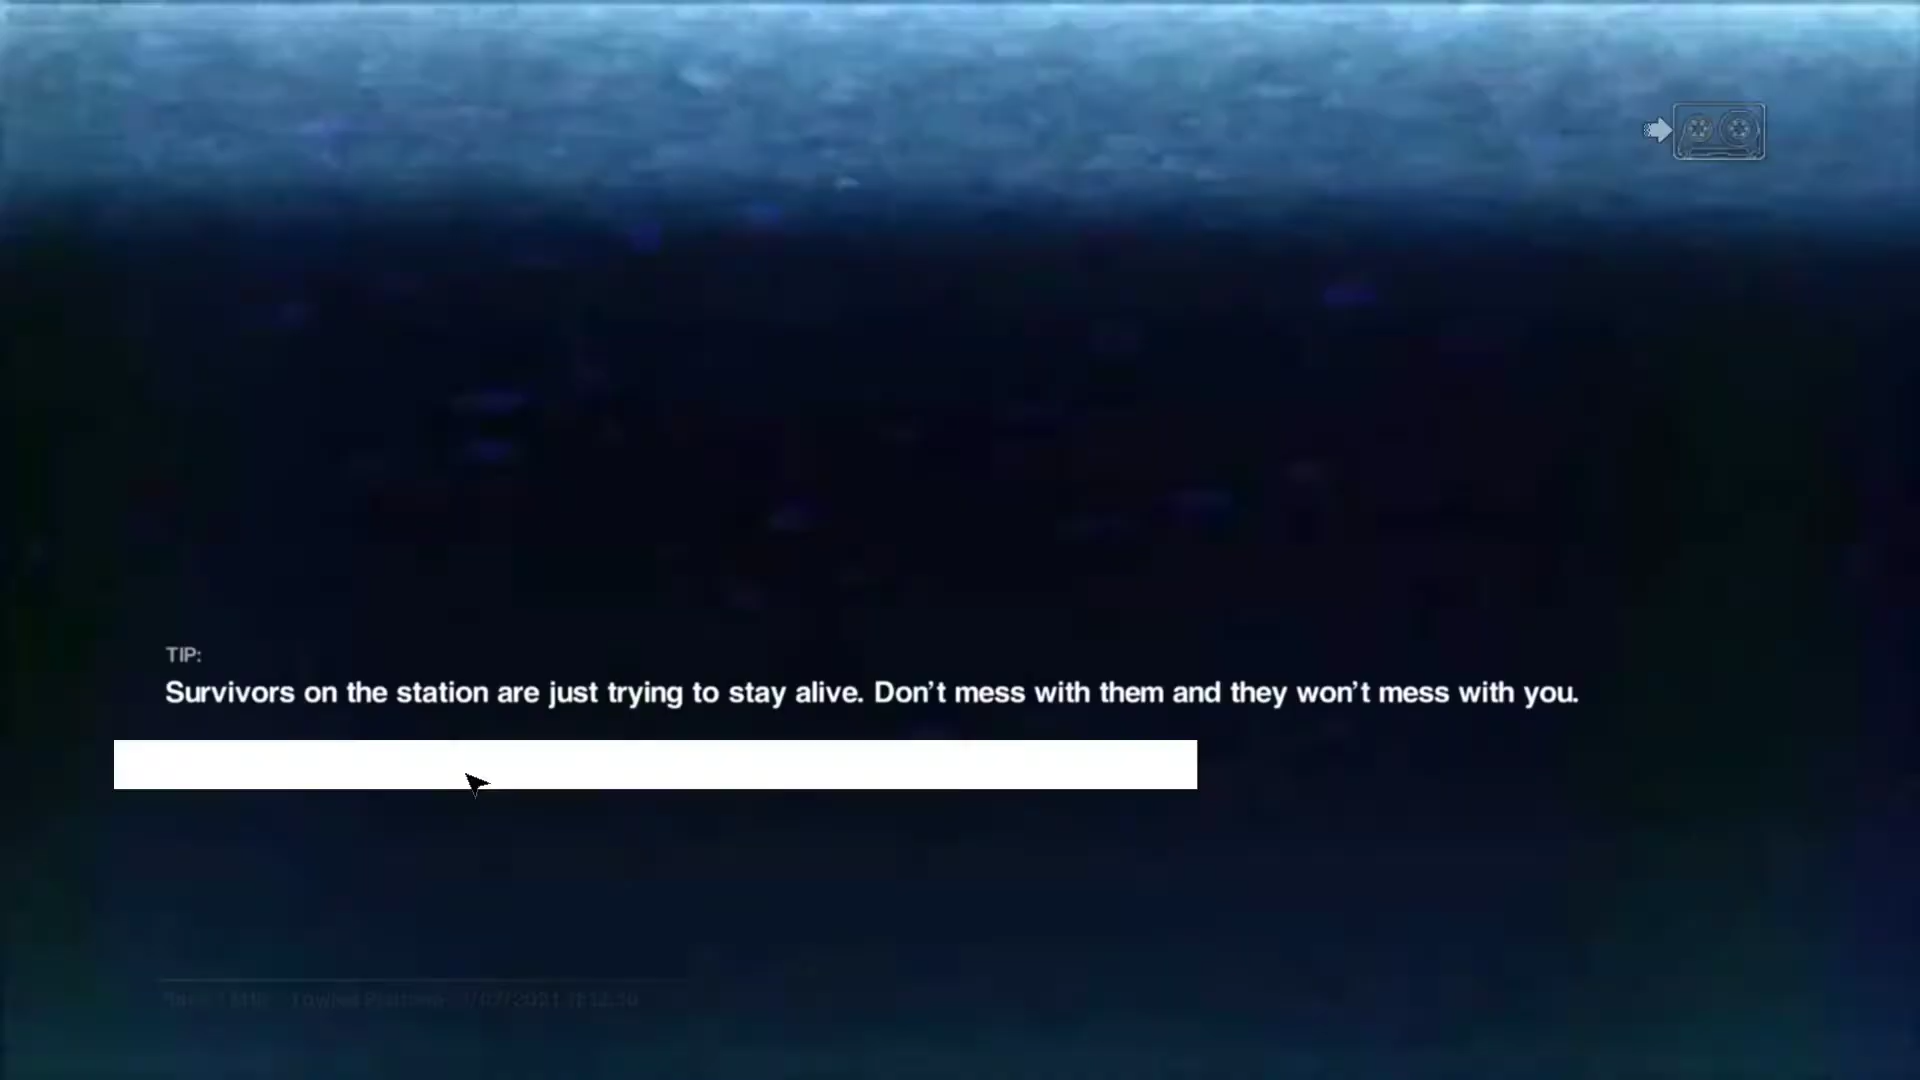 TIP:
Survivors on the station are just trying to stay alive. Don't mess with them and they won't mess with you.